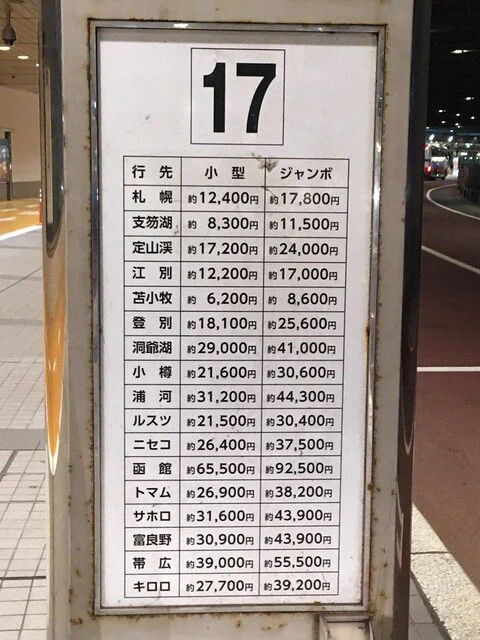 17
行先 小型 ジャンボ
札幌 約12,400円 約17,800円
支笏湖 約8,300円 約11,500円
定山渓 約17,200円 約24,000円
江別 約12,200円 約17,000円
苫小牧 約6,200円 約8,600円
登別 約18,100円 約25,600円
洞爺湖 約29,000円 約41,000円
小樽 約21,600円 約30,600円
浦河 約31,200円 約44,300円
ルスツ 約21,500円 約30,400円
ニセコ 約26,400円 約37,500円
函館 約65,500円 約92,500円
トマム 約26,900円 約38,200円
サホロ 約31,600円 約43,900円
富良野 約30,900円 約43,900円
帯広 約39,000円 約55,500円
キロロ 約27,700円 約39,200円